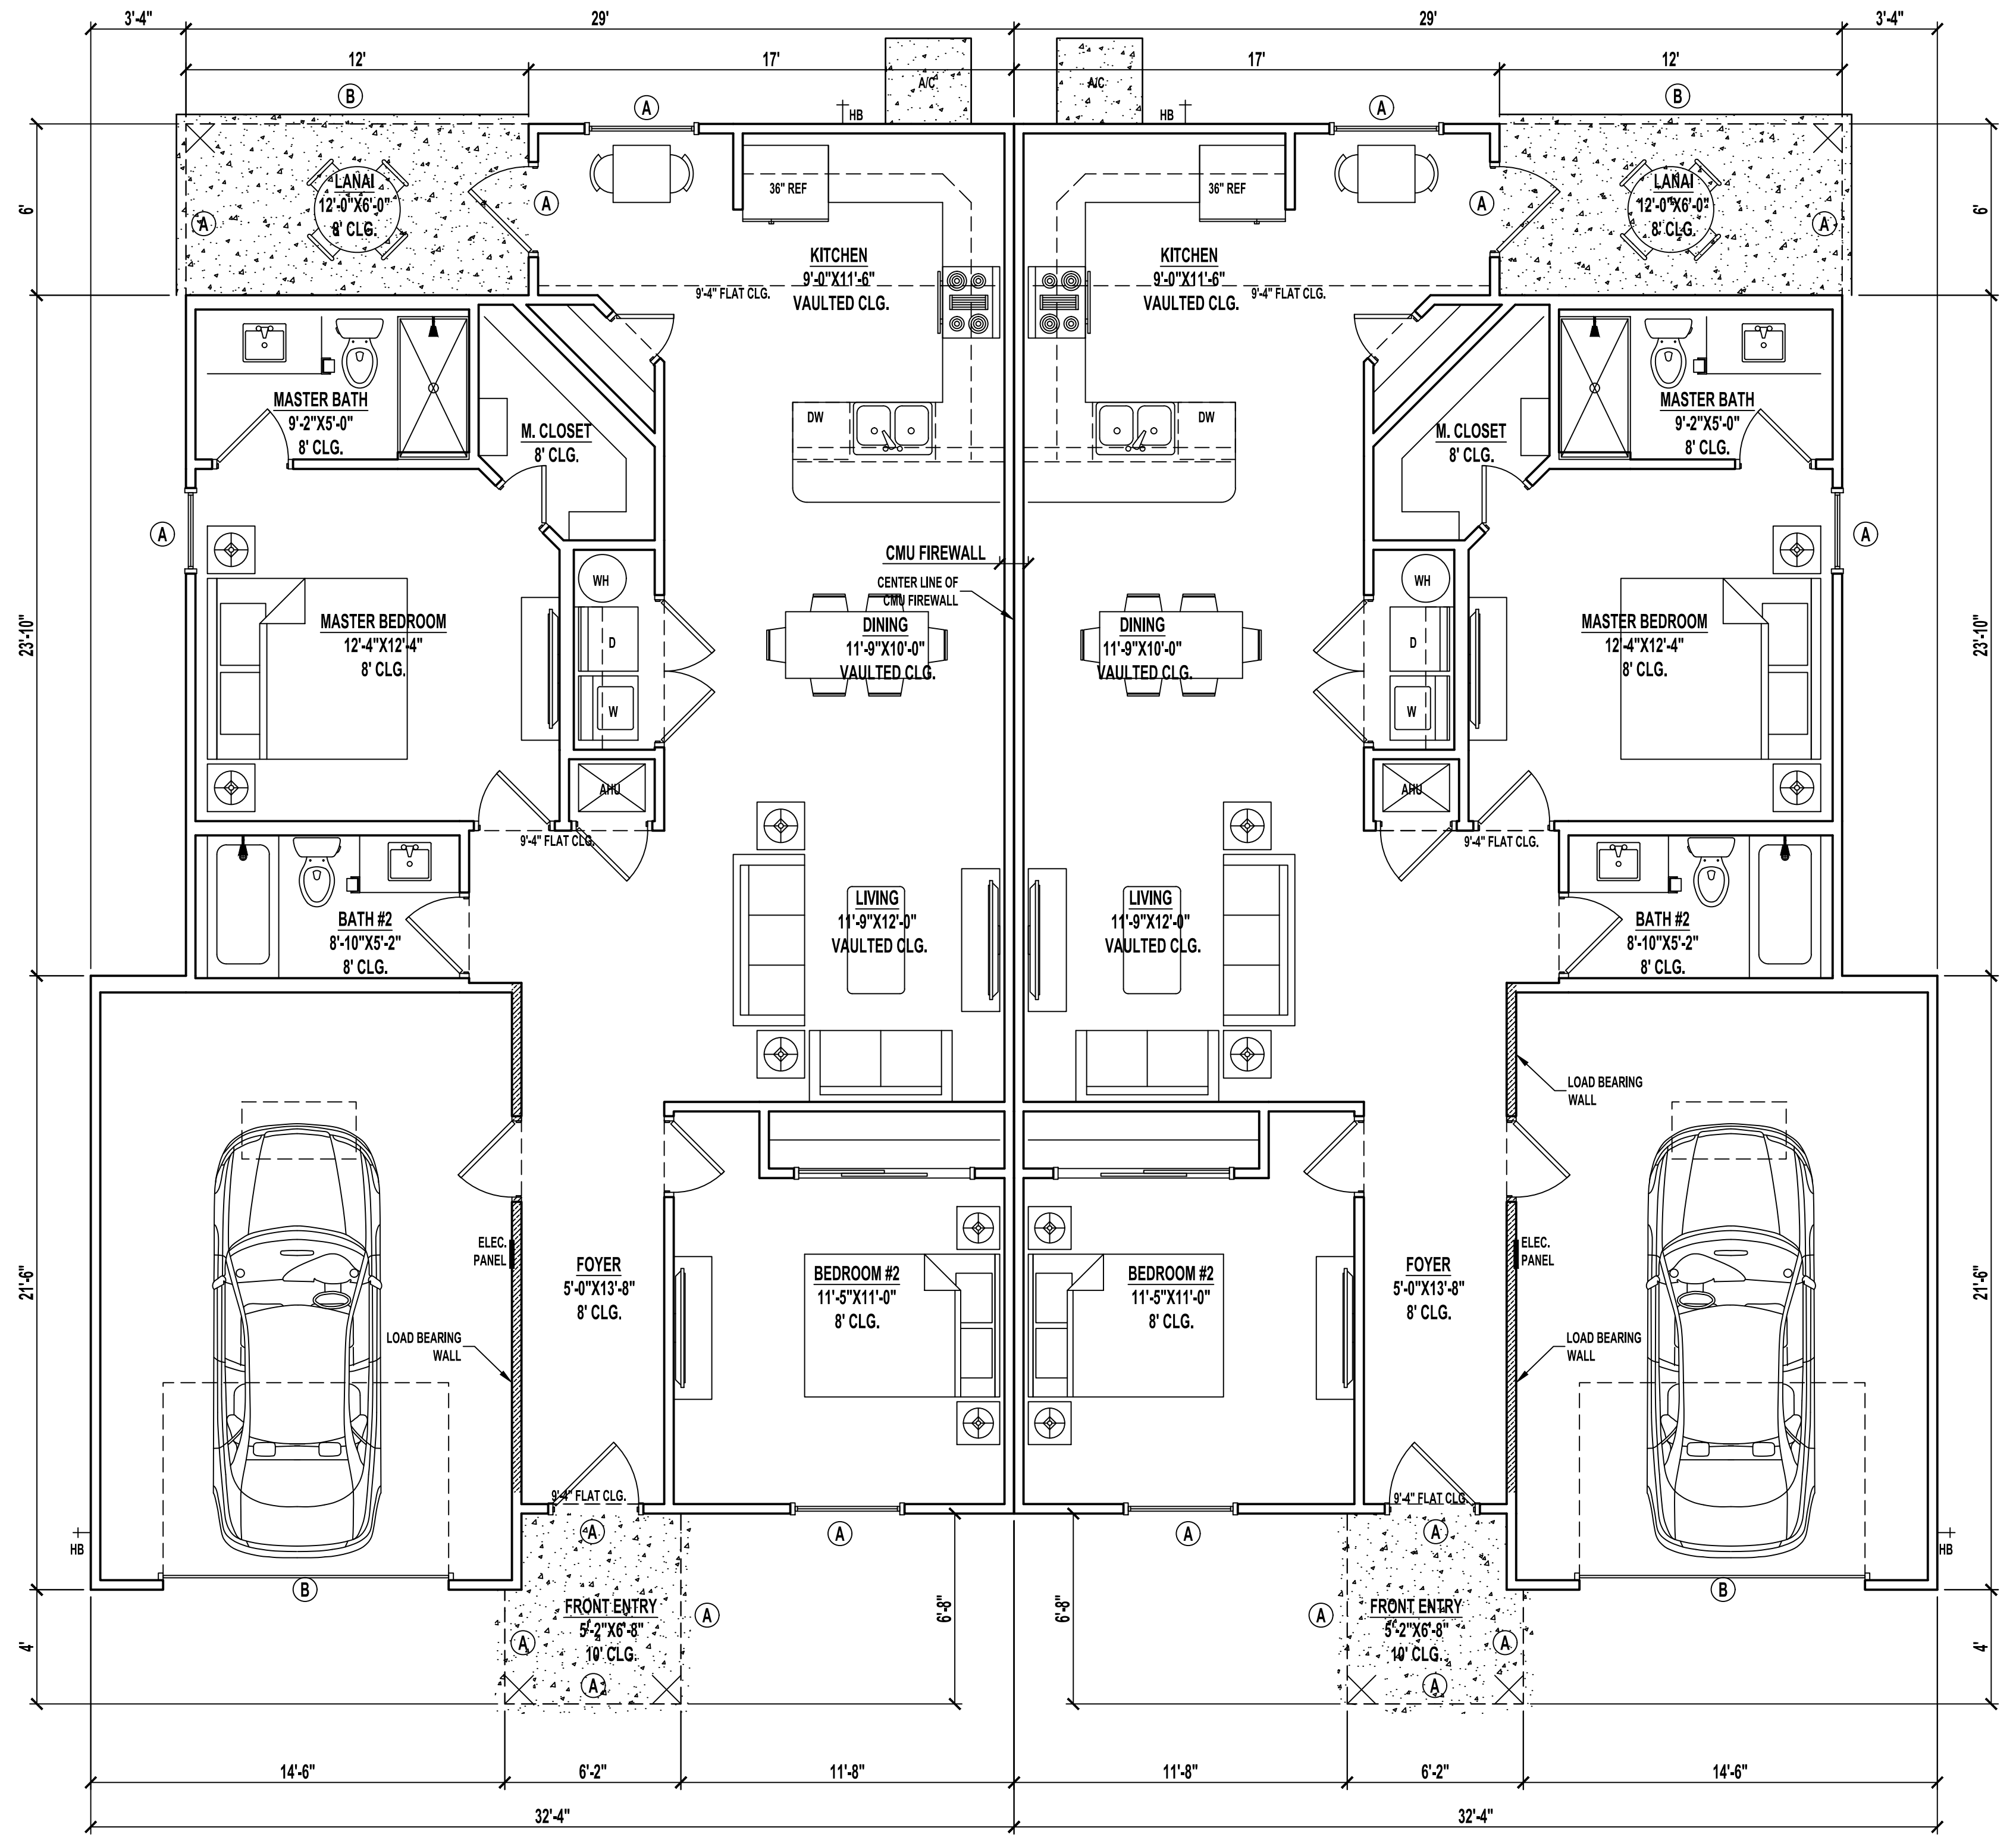 3'-4"
29'
29'
3'-4"
12'
17'
17'
12'
A/C
A/C
B
A
HB
HB
A
B
6'
LANAI
12'-0"X6'-0"
8' CLG.
A
A
36" REF
36" REF
A
LANAI
12'-0"X6'-0"
8' CLG.
A
6'
KITCHEN
9'-0"X11'-6"
VAULTED CLG.
9'-4" FLAT CLG.
KITCHEN
9'-0"X11'-6"
VAULTED CLG.
9'-4" FLAT CLG.
MASTER BATH
9'-2"X5'-0"
8' CLG.
M. CLOSET
8' CLG.
DW
DW
M. CLOSET
8' CLG.
MASTER BATH
9'-2"X5'-0"
8' CLG.
A
A
CMU FIREWALL
CENTER LINE OF
CMU FIREWALL
WH
WH
23'-10"
MASTER BEDROOM
12'-4"X12'-4"
8' CLG.
D
W
DINING
11'-9"X10'-0"
VAULTED CLG.
DINING
11'-9"X10'-0"
VAULTED CLG.
D
W
MASTER BEDROOM
12'-4"X12'-4"
8' CLG.
23'-10"
AHU
AHU
9'-4" FLAT CLG.
9'-4" FLAT CLG.
BATH #2
8'-10"X5'-2"
8' CLG.
LIVING
11'-9"X12'-0"
VAULTED CLG.
LIVING
11'-9"X12'-0"
VAULTED CLG.
BATH #2
8'-10"X5'-2"
8' CLG.
LOAD BEARING
WALL
21'-6"
ELEC.
PANEL
FOYER
5'-0"X13'-8"
8' CLG.
BEDROOM #2
11'-5"X11'-0"
8' CLG.
BEDROOM #2
11'-5"X11'-0"
8' CLG.
FOYER
5'-0"X13'-8"
8' CLG.
ELEC.
PANEL
21'-6"
LOAD BEARING
WALL
LOAD BEARING
WALL
9'-4" FLAT CLG.
9'-4" FLAT CLG.
HB
A
A
A
A
HB
B
B
4'
FRONT ENTRY
5'-2"X6'-8"
10' CLG.
A
A
A
6'-8"
6'-8"
A
FRONT ENTRY
5'-2"X6'-8"
10' CLG.
A
A
4'
14'-6"
6'-2"
11'-8"
11'-8"
6'-2"
14'-6"
32'-4"
32'-4"